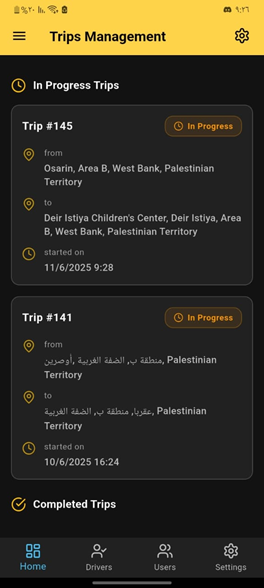 ٪٢٠ ٩:٢٦
Trips Management
In Progress Trips
Trip #145
In Progress
from
Osarin, Area B, West Bank, Palestinian
Territory
to
Deir Istiya Children's Center, Deir Istiya, Area
B, West Bank, Palestinian Territory
started on
11/6/2025 9:28
Trip #141
In Progress
from
أوصرين, منطقة ب, الضفة الغربية, Palestinian
Territory
to
عقربا, منطقة ب, الضفة الغربية, Palestinian
Territory
started on
10/6/2025 16:24
Completed Trips
Home Drivers Users Settings